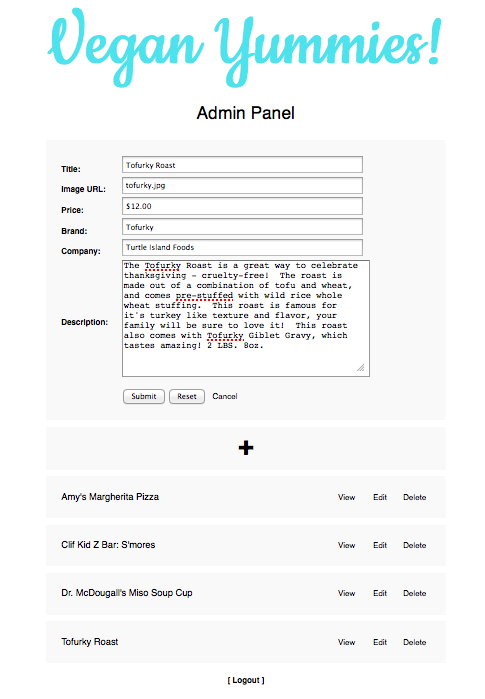 Vegan Yummies!
Admin Panel
Title: Tofurky Roast
Image URL: tofurky.jpg
Price: $12.00
Brand: Tofurky
Company: Turtle Island Foods
Description:
The Tofurky Roast is a great way to celebrate
thanksgiving - cruelty-free!  The roast is
made out of a combination of tofu and wheat,
and comes pre-stuffed with wild rice whole
wheat stuffing.  This roast is famous for
it's turkey like texture and flavor, your
family will be sure to love it!  This roast
also comes with Tofurky Giblet Gravy, which
tastes amazing! 2 LBS. 8oz.
Submit Reset Cancel
+
Amy's Margherita Pizza View Edit Delete
Clif Kid Z Bar: S'mores View Edit Delete
Dr. McDougall's Miso Soup Cup View Edit Delete
Tofurky Roast View Edit Delete
[ Logout ]